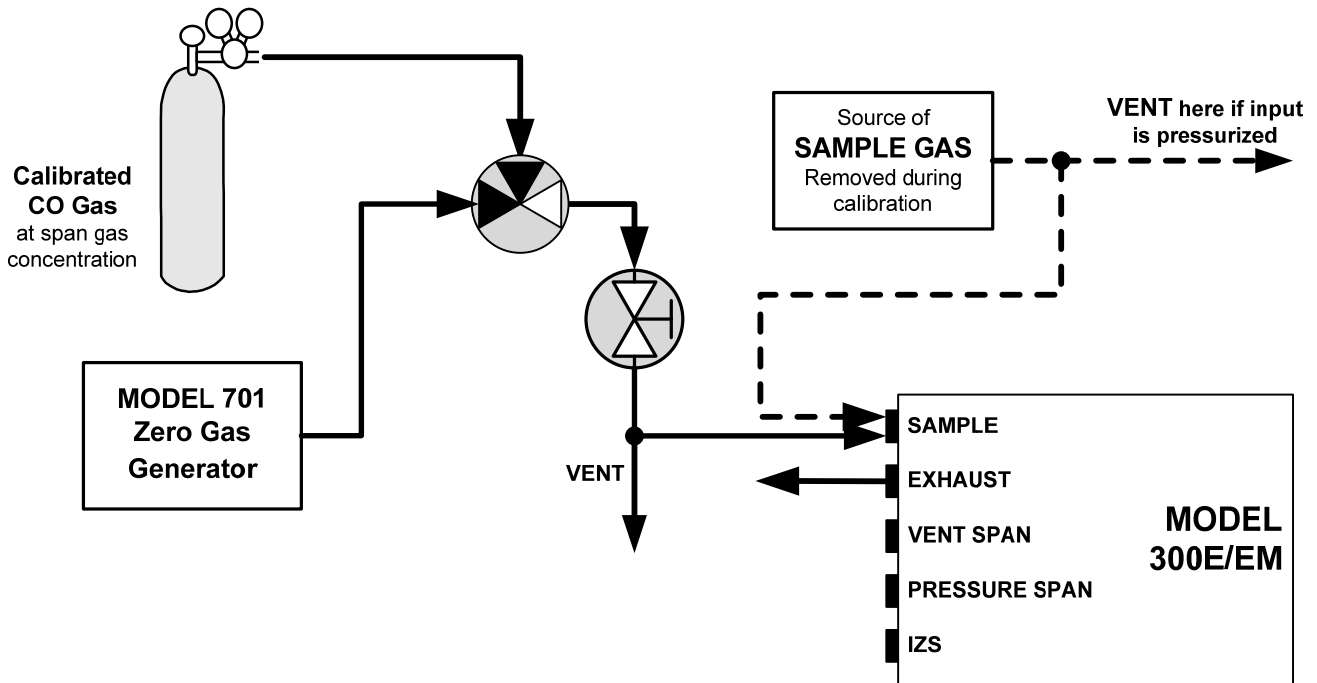 Calibrated
CO Gas
at span gas
concentration
MODEL 701
Zero Gas
Generator
VENT
Source of
SAMPLE GAS
Removed during
calibration
VENT here if input
is pressurized
SAMPLE
EXHAUST
VENT SPAN
PRESSURE SPAN
IZS
MODEL
300E/EM